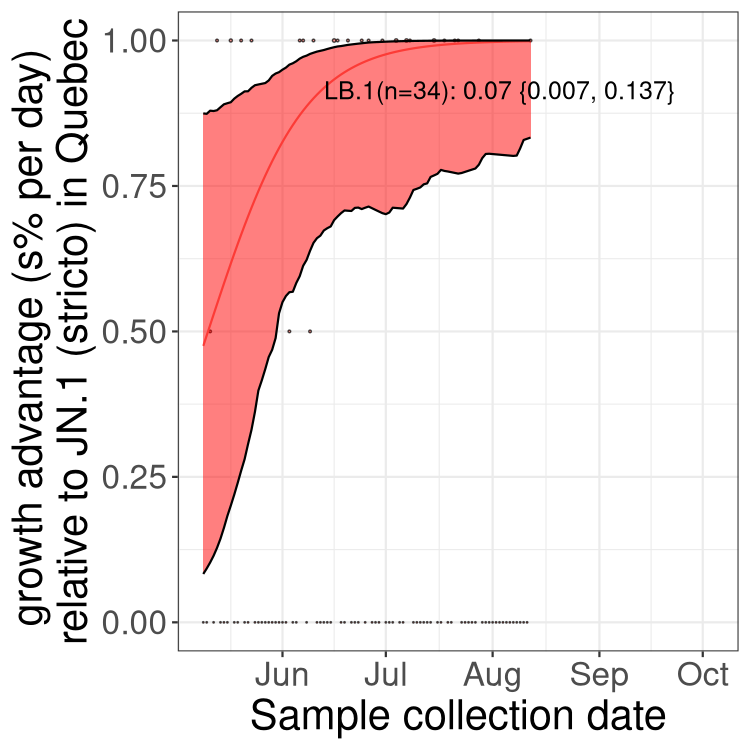 growth advantage (s% per day)
relative to JN.1 (stricto) in Quebec
1.00
0.75
0.50
0.25
0.00
LB.1(n=34): 0.07 {0.007, 0.137}
Jun Jul Aug Sep Oct
Sample collection date